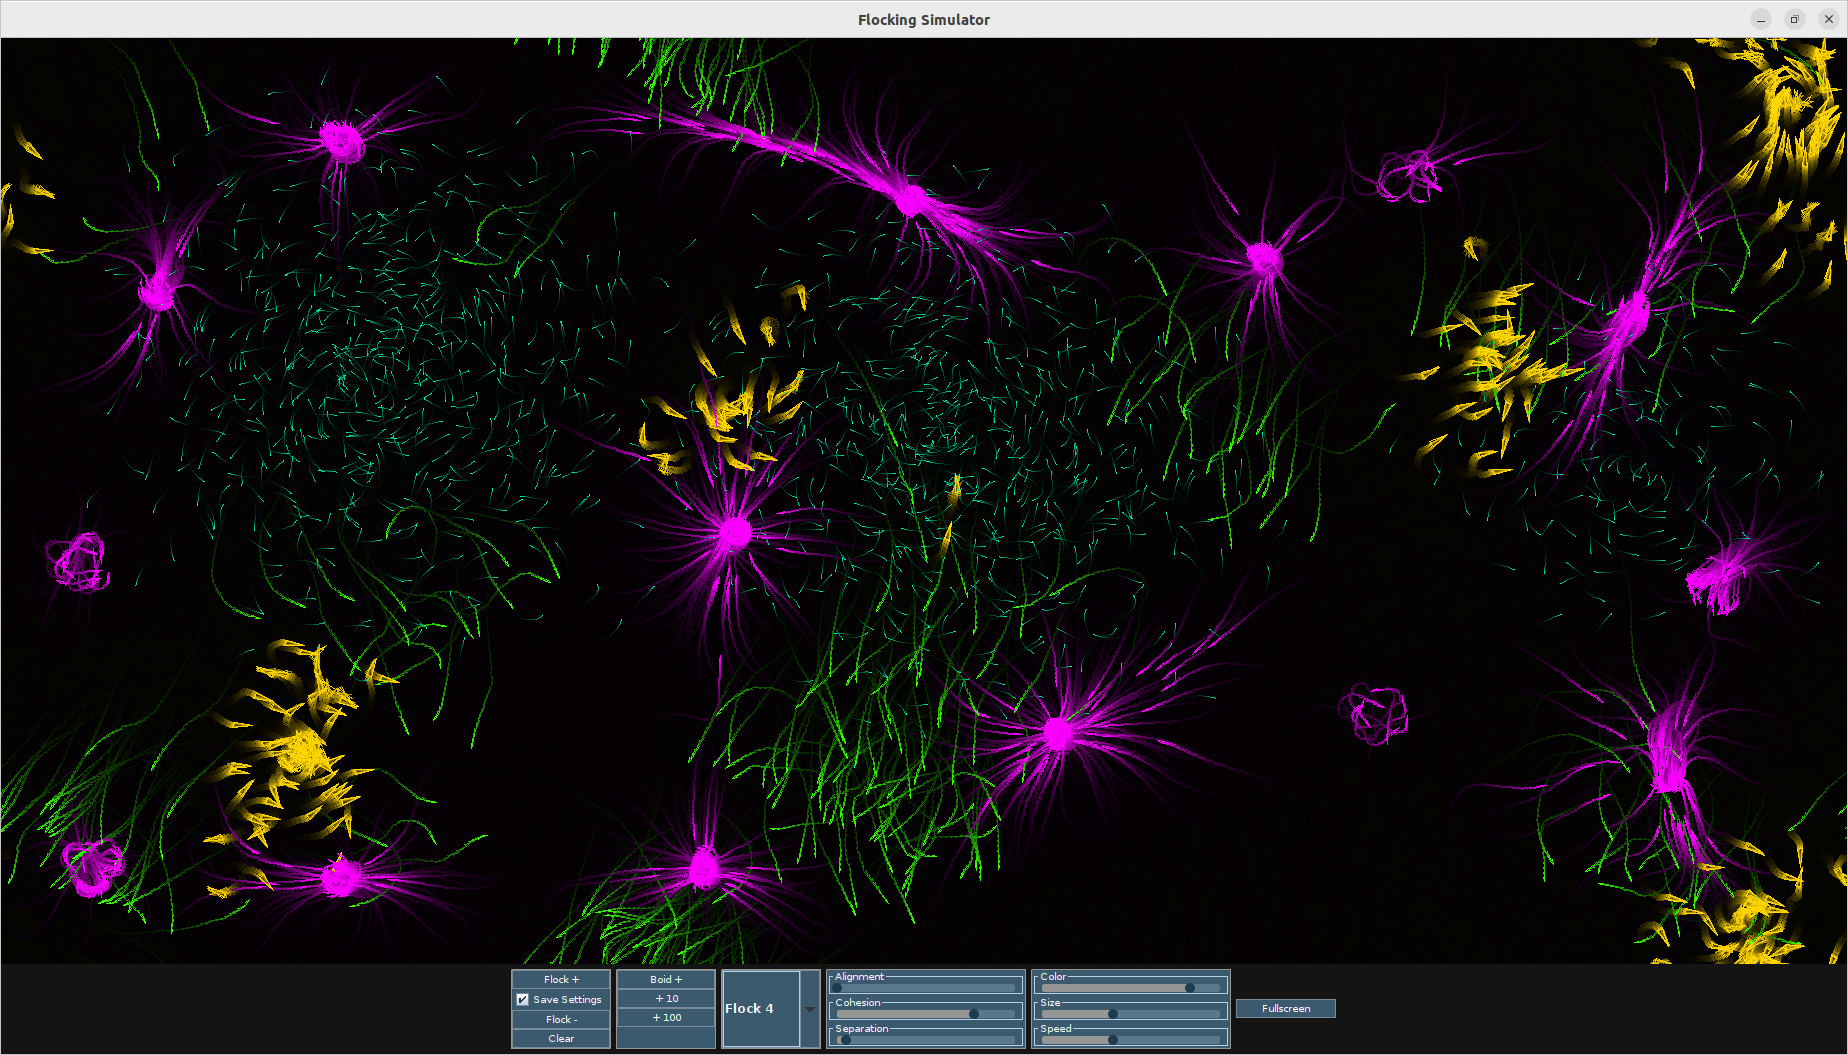 Flocking Simulator
Flock +
Save Settings
Flock -
Clear
Boid +
+ 10
+ 100
Flock 4
Alignment
Cohesion
Separation
Color
Size
Speed
Fullscreen